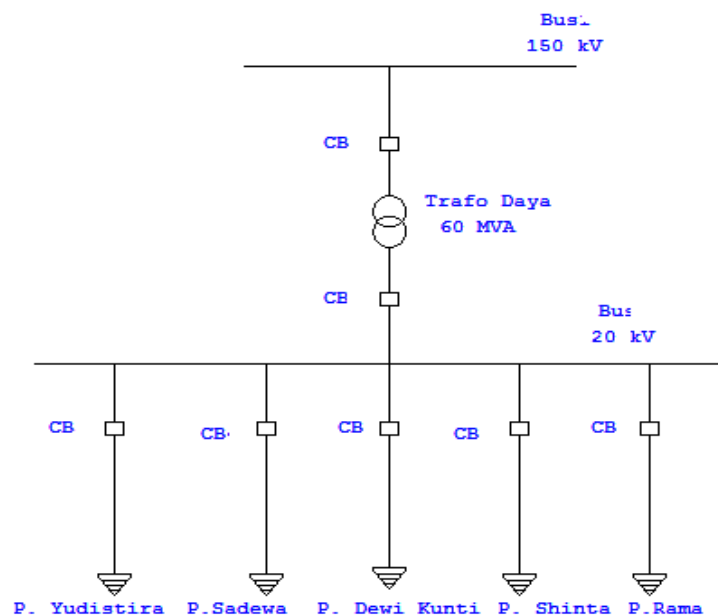 150 kV
CB
Trafo Daya
60 MVA
CB
Bus
20 kV
CB
CB
CB
CB
CB
P. Yudistira P.Sadewa P. Dewi Kunti P. Shinta P.Rama